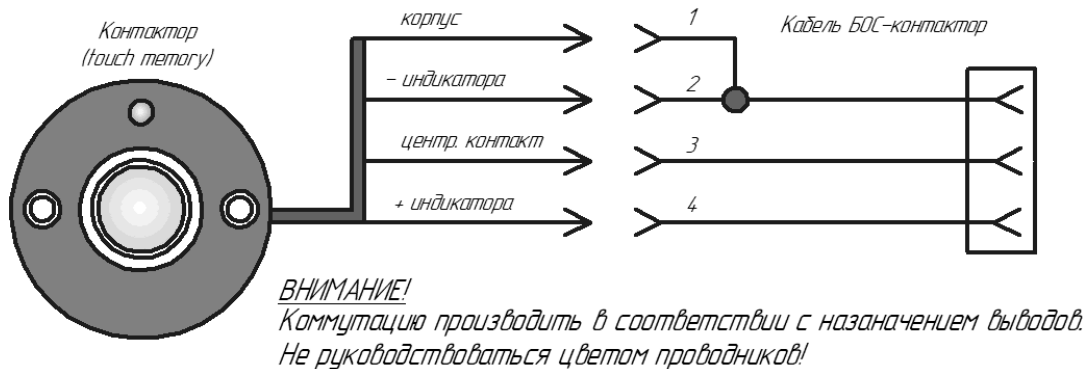 Контактор
(touch memory)
корпус
- индикатора
центр. контакт
+ индикатора
1
2
3
4
Кабель БОС-контактор
ВНИМАНИЕ!
Коммутацию производить в соответствии с назаначением выводов.
Не руководствоваться цветом проводников!